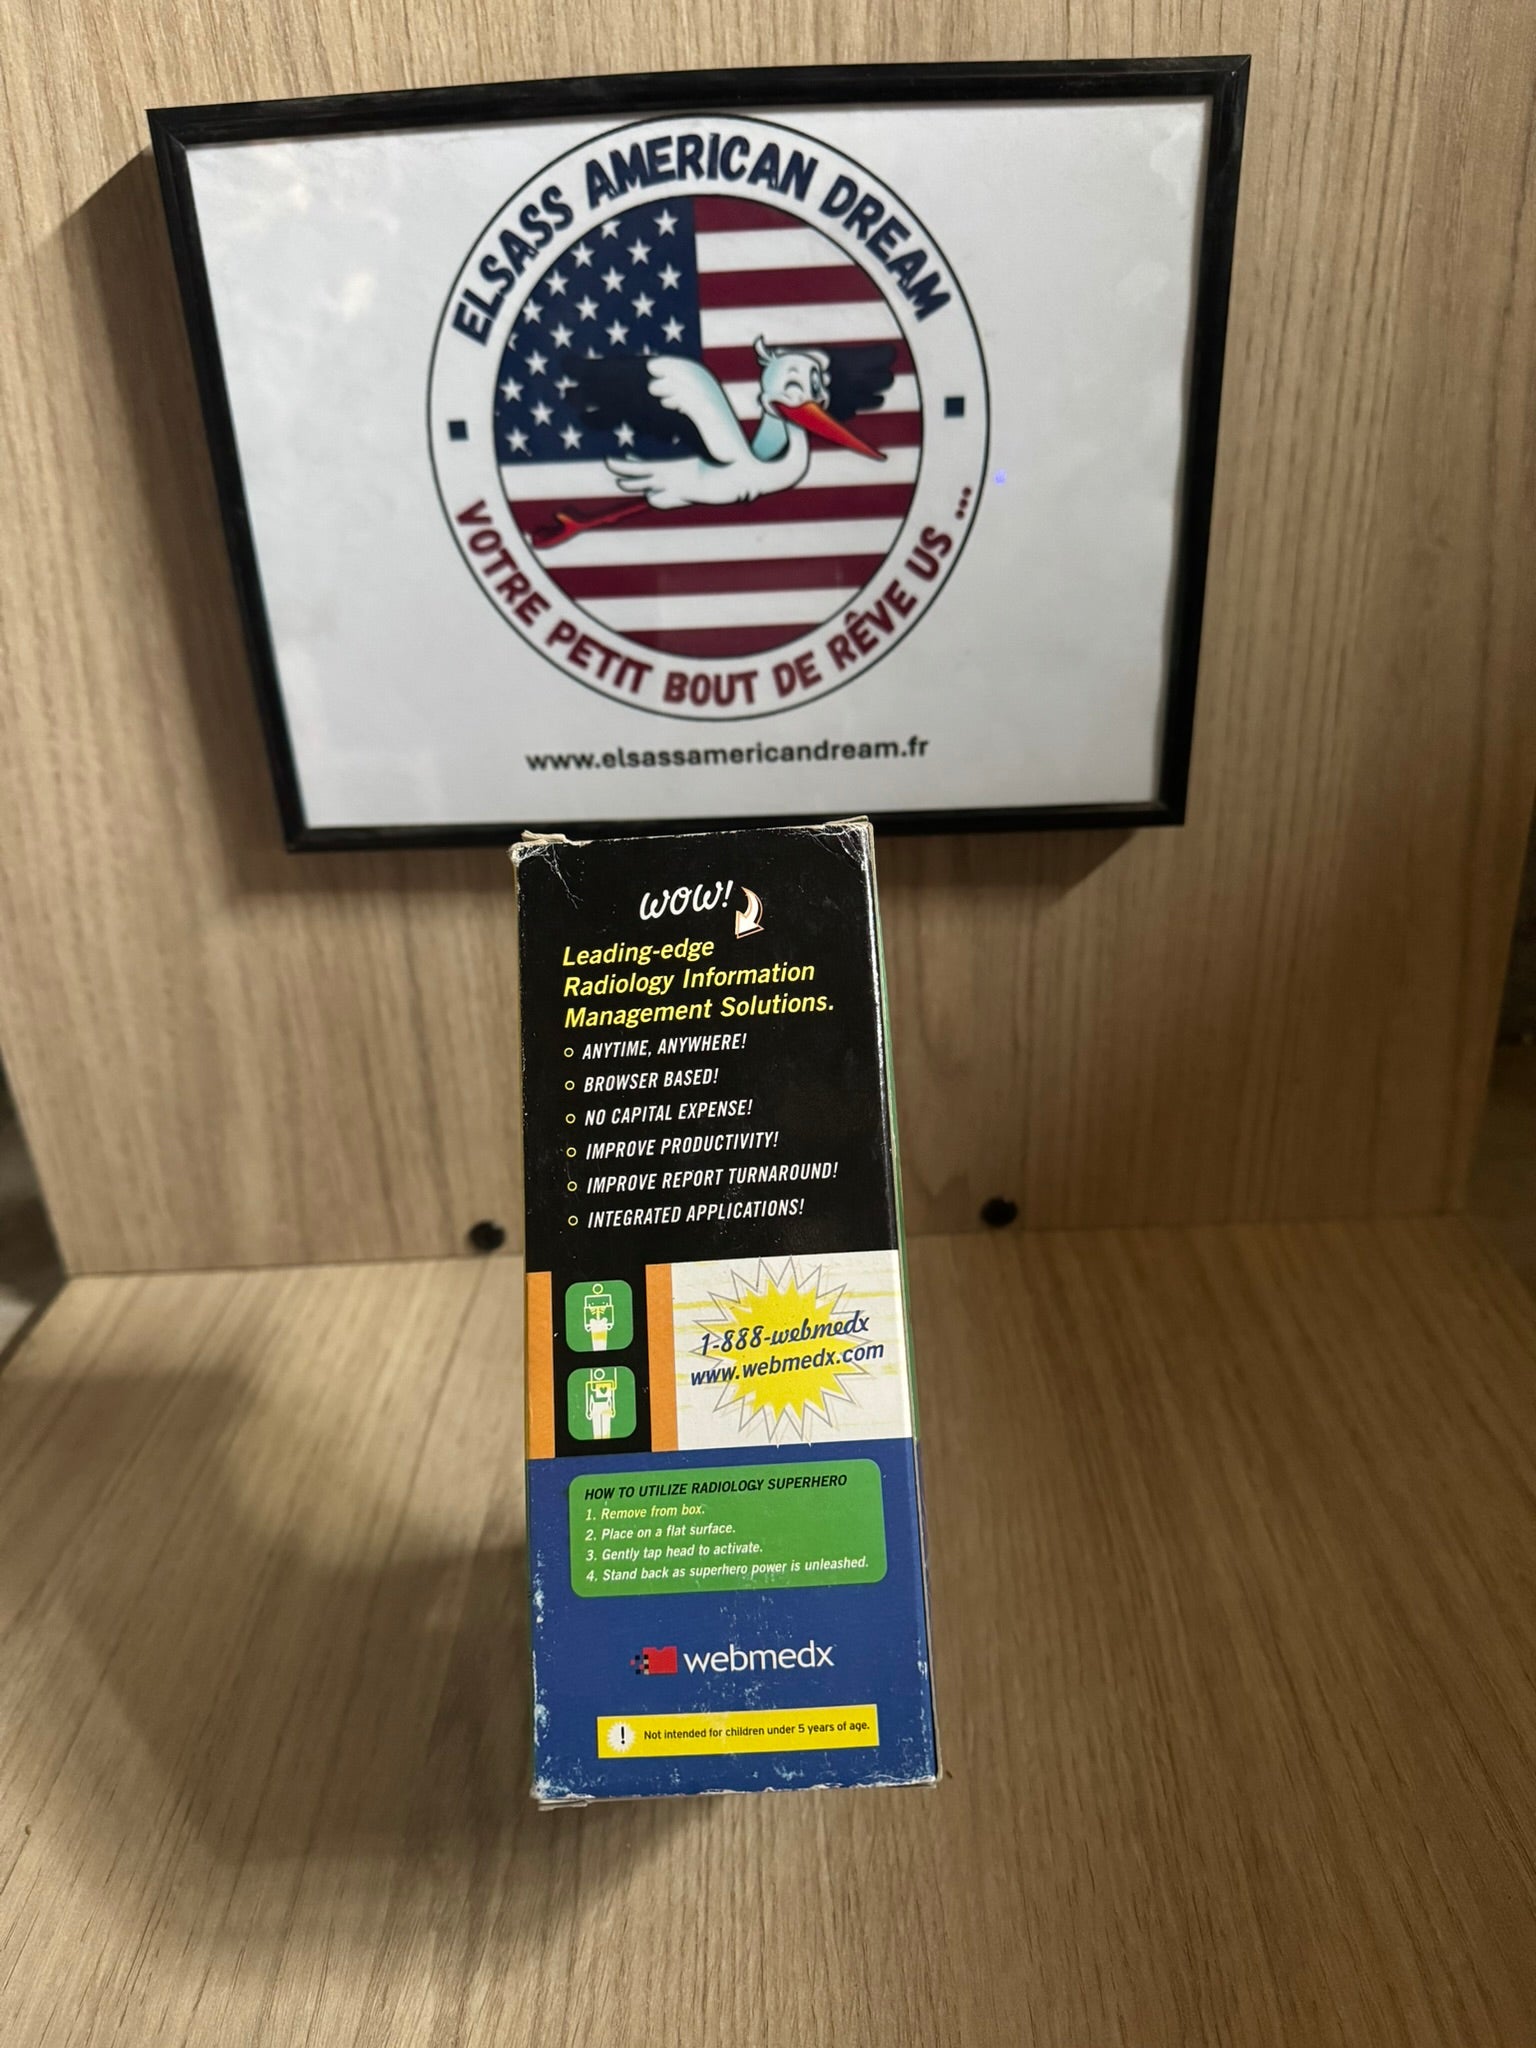 ELSASS AMERICAN DREAM
VOTRE PETIT BOUT DE RÊVE US ...
www.elsassamericandream.fr
wow!
Leading-edge
Radiology Information
Management Solutions.
ANYTIME, ANYWHERE!
BROWSER BASED!
NO CAPITAL EXPENSE!
IMPROVE PRODUCTIVITY!
IMPROVE REPORT TURNAROUND!
INTEGRATED APPLICATIONS!
1-888-webmedx
www.webmedx.com
HOW TO UTILIZE RADIOLOGY SUPERHERO
1. Remove from box.
2. Place on a flat surface.
3. Gently tap head to activate.
4. Stand back as superhero power is unleashed.
webmedx
! Not intended for children under 5 years of age.